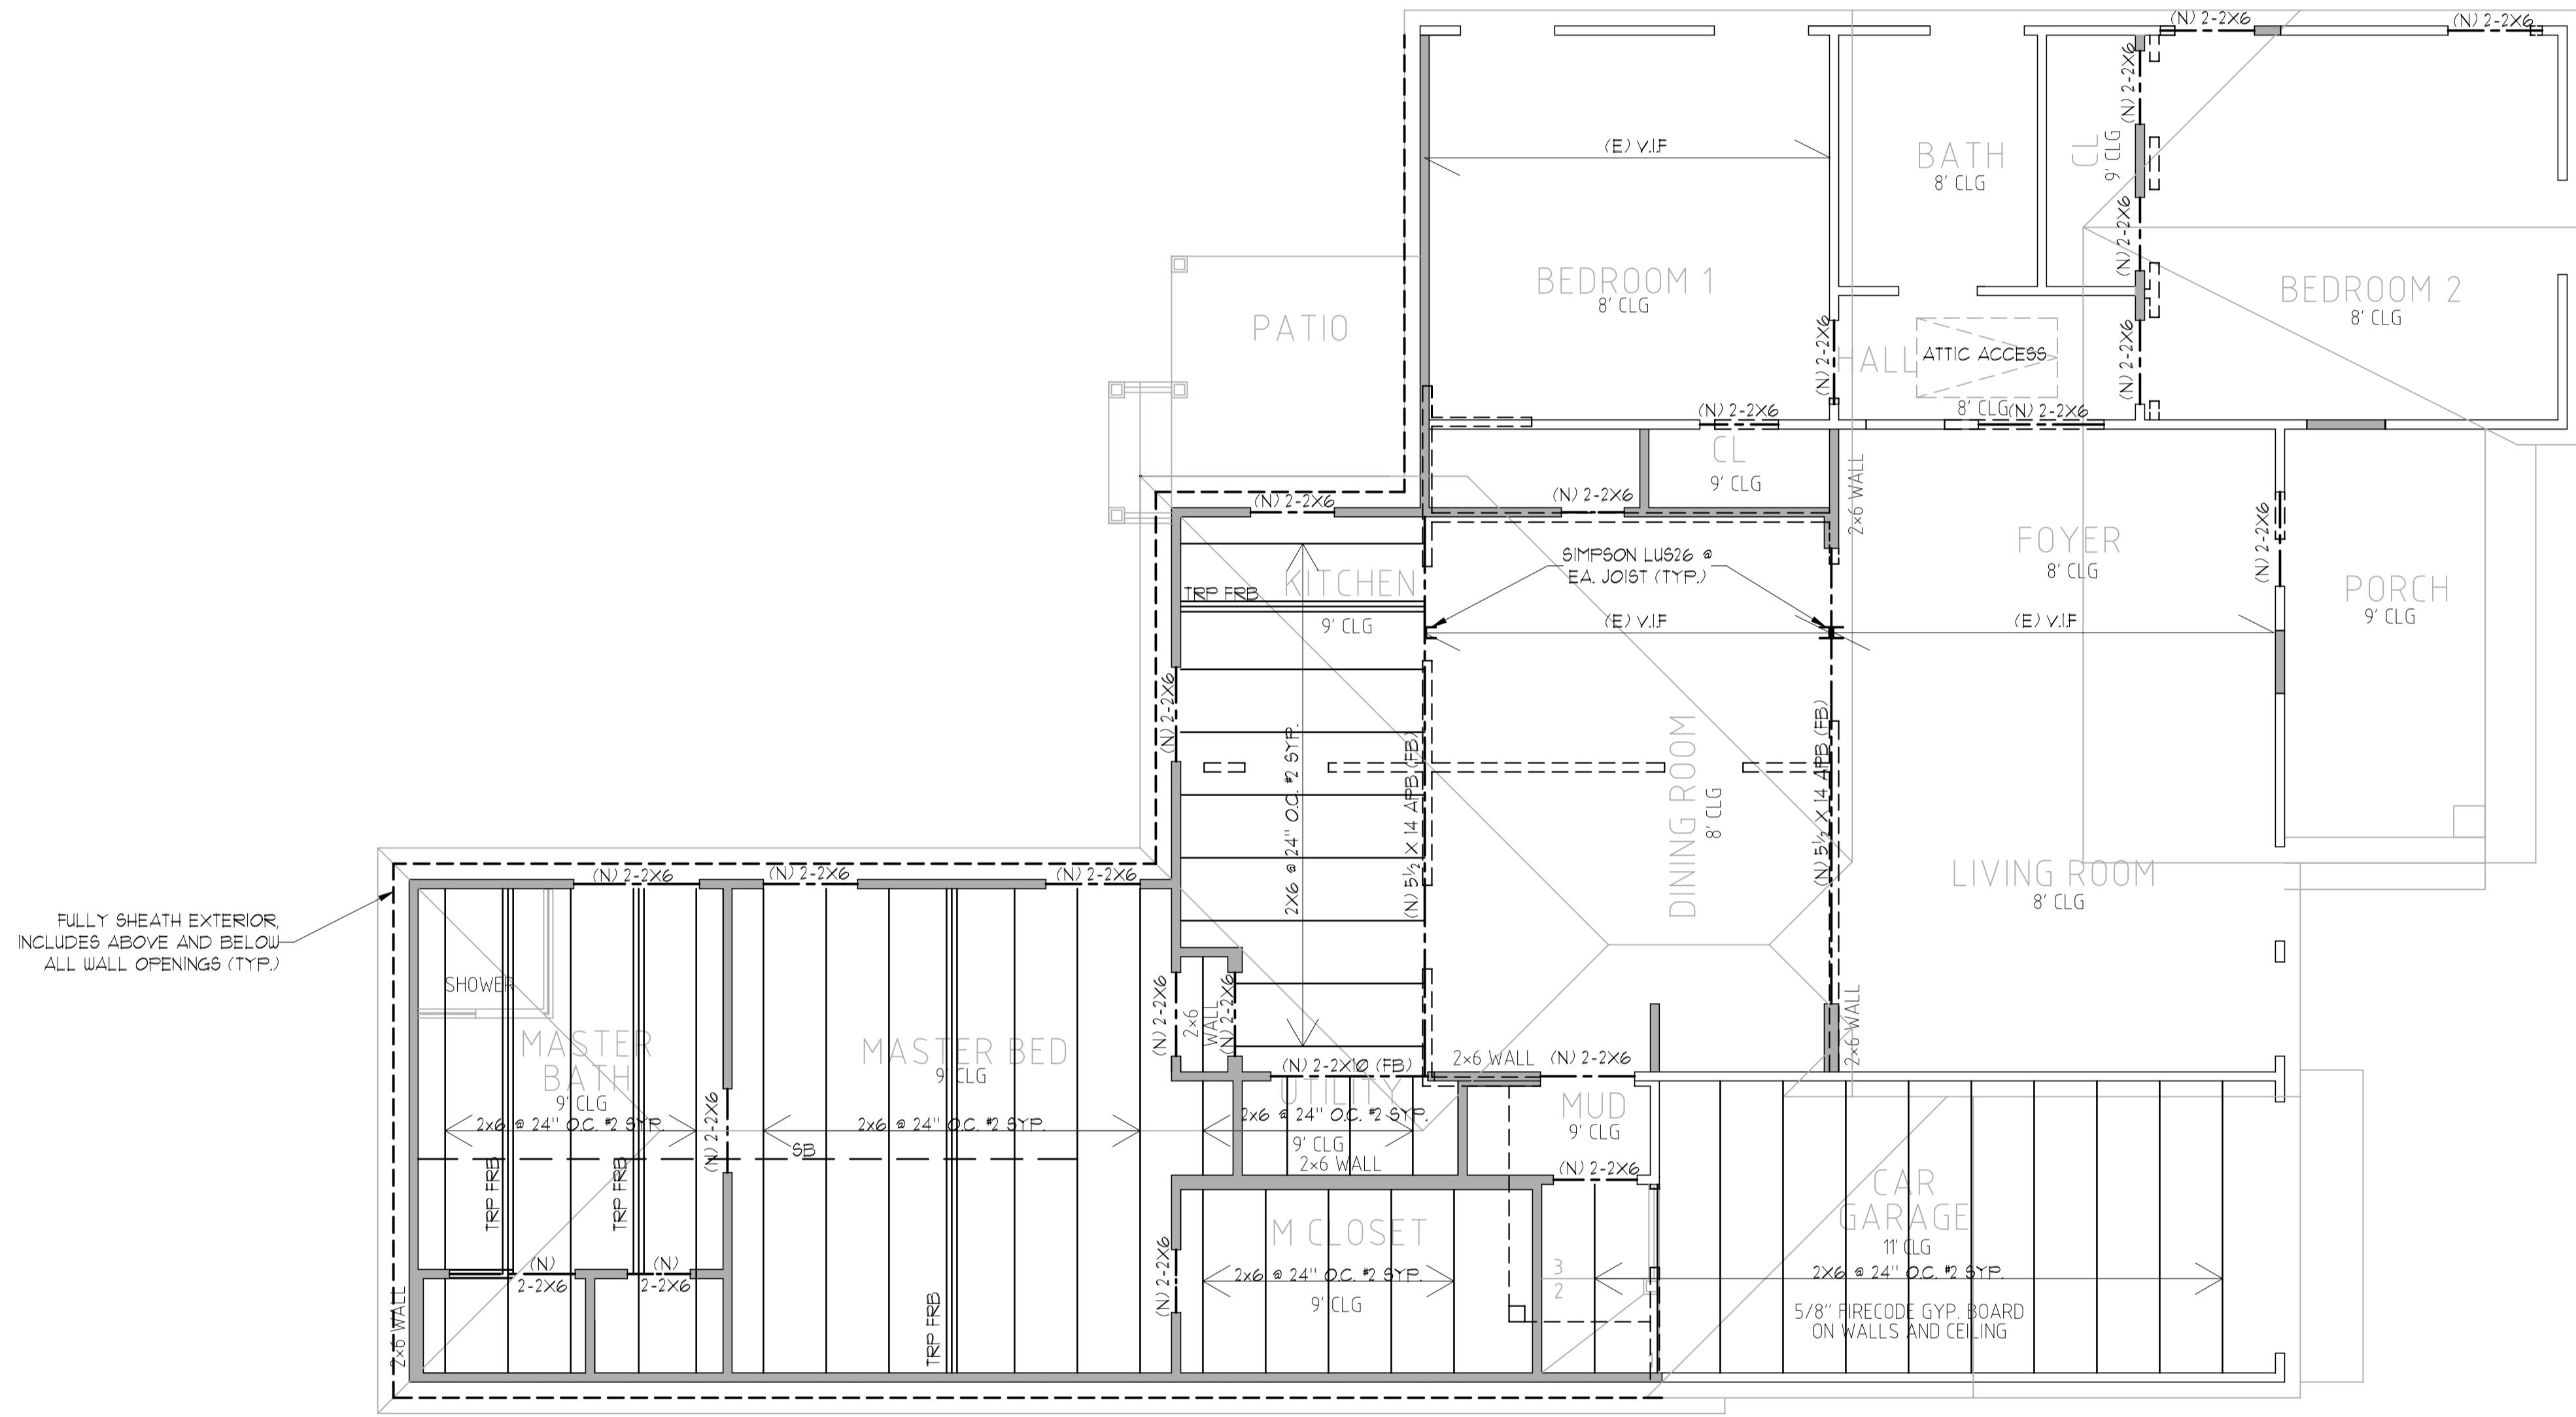 (N) 2-2X6
(N) 2-2X6
(N) 2-2X6
(E) V.I.F
BATH
8' CLG
CL
9' CLG
(N) 2-2X6
BEDROOM 1
8' CLG
BEDROOM 2
8' CLG
PATIO
(N) 2-2X6
HALL
ATTIC ACCESS
(N) 2-2X6
8' CLG
(N) 2-2X6
(N) 2-2X6
CL
9' CLG
2x6 WALL
(N) 2-2X6
(N) 2-2X6
SIMPSON LUS26 @
EA. JOIST (TYP.)
FOYER
8' CLG
(N) 2-2X6
PORCH
9' CLG
KITCHEN
TRP FRB
9' CLG
(E) V.I.F
(E) V.I.F
(N) 2-2X6
2X6 @ 24" O.C. #2 SYP.
(N) 5½ X 14 APB (FB)
DINING ROOM
8' CLG
(N) 5½ X 14 APB (FB)
LIVING ROOM
8' CLG
(N) 2-2X6
(N) 2-2X6
(N) 2-2X6
FULLY SHEATH EXTERIOR,
INCLUDES ABOVE AND BELOW
ALL WALL OPENINGS (TYP.)
SHOWER
MASTER
BATH
9' CLG
MASTER BED
9' CLG
(N) 2-2X6
2x6
WALL
(N) 2-2X6
(N) 2-2X10 (FB)
2x6 WALL
(N) 2-2X6
2x6 WALL
UTILITY
MUD
9' CLG
2x6 @ 24" O.C. #2 SYP.
(N) 2-2X6
2x6 @ 24" O.C. #2 SYP.
2x6 @ 24" O.C. #2 SYP.
9' CLG
SB
2x6 WALL
(N) 2-2X6
TRP FRB
TRP FRB
CAR
GARAGE
11' CLG
M CLOSET
(N)
2-2X6
(N)
2-2X6
(N) 2-2X6
2x6 @ 24" O.C. #2 SYP.
9' CLG
3
2
2X6 @ 24" O.C. #2 SYP.
5/8" FIRECODE GYP. BOARD
ON WALLS AND CEILING
2x6 WALL
TRP FRB